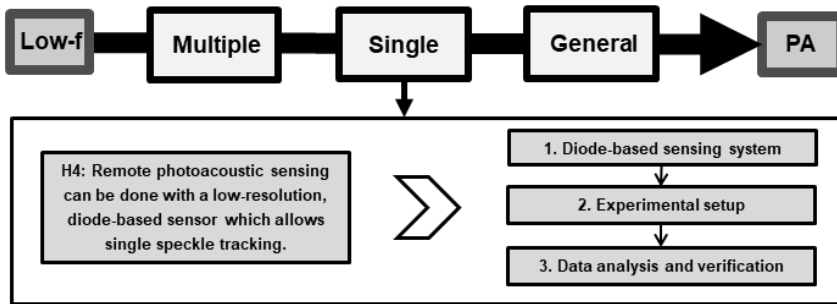 Low-f
Multiple
Single
General
PA
H4: Remote photoacoustic sensing
can be done with a low-resolution,
diode-based sensor which allows
single speckle tracking.
1. Diode-based sensing system
2. Experimental setup
3. Data analysis and verification